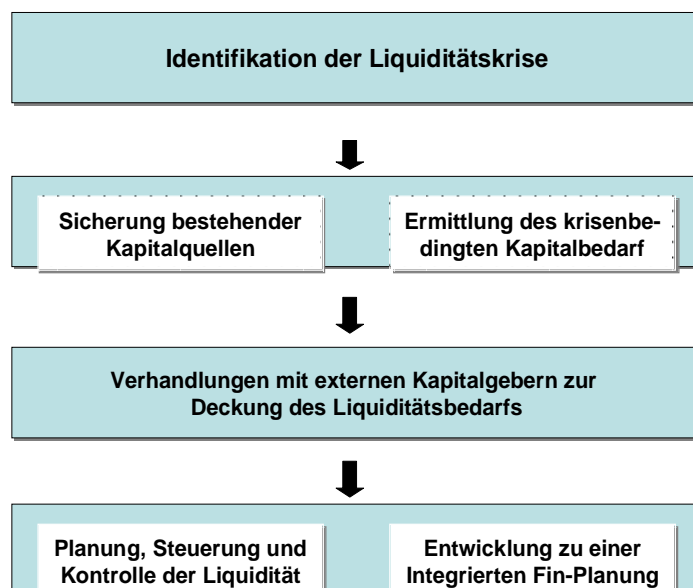 Identifikation der Liquiditätskrise
Sicherung bestehender
Kapitalquellen
Ermittlung des krisenbe-
dingten Kapitalbedarf
Verhandlungen mit externen Kapitalgebern zur
Deckung des Liquiditätsbedarfs
Planung, Steuerung und
Kontrolle der Liquidität
Entwicklung zu einer
Integrierten Fin-Planung